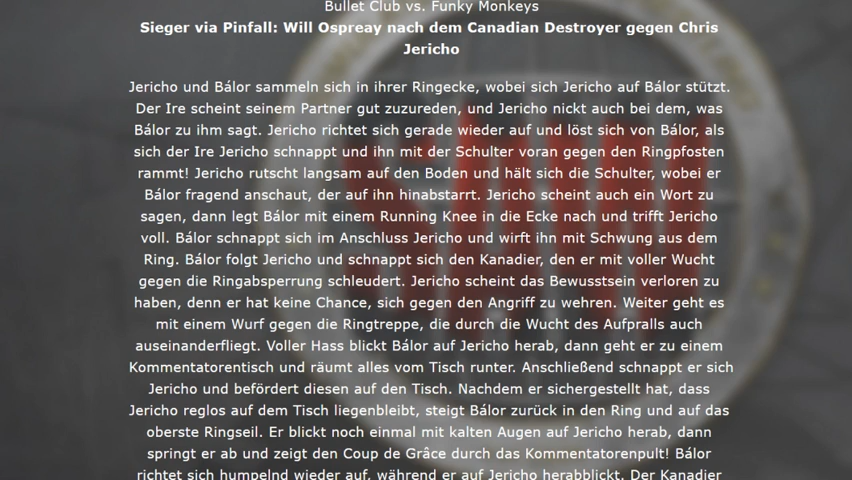 Bullet Club vs. Funky Monkeys
Sieger via Pinfall: Will Ospreay nach dem Canadian Destroyer gegen Chris
Jericho
Jericho und Bálor sammeln sich in ihrer Ringecke, wobei sich Jericho auf Bálor stützt.
Der Ire scheint seinem Partner gut zuzureden, und Jericho nickt auch bei dem, was
Bálor zu ihm sagt. Jericho richtet sich gerade wieder auf und löst sich von Bálor, als
sich der Ire Jericho schnappt und ihn mit der Schulter voran gegen den Ringpfosten
rammt! Jericho rutscht langsam auf den Boden und hält sich die Schulter, wobei er
Bálor fragend anschaut, der auf ihn hinabstarrt. Jericho scheint auch ein Wort zu
sagen, dann legt Bálor mit einem Running Knee in die Ecke nach und trifft Jericho
voll. Bálor schnappt sich im Anschluss Jericho und wirft ihn mit Schwung aus dem
Ring. Bálor folgt Jericho und schnappt sich den Kanadier, den er mit voller Wucht
gegen die Ringabsperrung schleudert. Jericho scheint das Bewusstsein verloren zu
haben, denn er hat keine Chance, sich gegen den Angriff zu wehren. Weiter geht es
mit einem Wurf gegen die Ringtreppe, die durch die Wucht des Aufpralls auch
auseinanderfliegt. Voller Hass blickt Bálor auf Jericho herab, dann geht er zu einem
Kommentatorentisch und räumt alles vom Tisch runter. Anschließend schnappt er sich
Jericho und befördert diesen auf den Tisch. Nachdem er sichergestellt hat, dass
Jericho reglos auf dem Tisch liegenbleibt, steigt Bálor zurück in den Ring und auf das
oberste Ringseil. Er blickt noch einmal mit kalten Augen auf Jericho herab, dann
springt er ab und zeigt den Coup de Grâce durch das Kommentatorenpult! Bálor
richtet sich humpelnd wieder auf, während er auf Jericho herabblickt. Der Kanadier